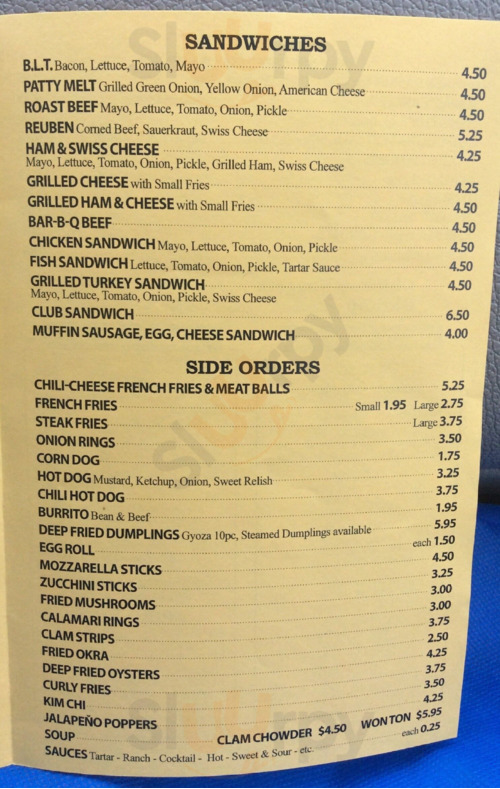 SANDWICHES
B.L.T. Bacon, Lettuce, Tomato, Mayo 4.50
PATTY MELT Grilled Green Onion, Yellow Onion, American Cheese 4.50
ROAST BEEF Mayo, Lettuce, Tomato, Onion, Pickle 4.50
REUBEN Corned Beef, Sauerkraut, Swiss Cheese 5.25
HAM & SWISS CHEESE 4.25
Mayo, Lettuce, Tomato, Onion, Pickle, Grilled Ham, Swiss Cheese
GRILLED CHEESE with Small Fries 4.25
GRILLED HAM & CHEESE with Small Fries 4.50
BAR-B-Q BEEF 4.50
CHICKEN SANDWICH Mayo, Lettuce, Tomato, Onion, Pickle 4.50
FISH SANDWICH Lettuce, Tomato, Onion, Pickle, Tartar Sauce 4.50
GRILLED TURKEY SANDWICH 4.50
Mayo, Lettuce, Tomato, Onion, Pickle, Swiss Cheese
CLUB SANDWICH 6.50
MUFFIN SAUSAGE, EGG, CHEESE SANDWICH 4.00
SIDE ORDERS
CHILI-CHEESE FRENCH FRIES & MEAT BALLS 5.25
FRENCH FRIES Small 1.95 Large 2.75
STEAK FRIES Large 3.75
ONION RINGS 3.50
CORN DOG 1.75
HOT DOG Mustard, Ketchup, Onion, Sweet Relish 3.25
CHILI HOT DOG 3.75
BURRITO Bean & Beef 1.95
DEEP FRIED DUMPLINGS Gyoza 10pc, Steamed Dumplings available 5.95
EGG ROLL each 1.50
MOZZARELLA STICKS 4.50
ZUCCHINI STICKS 3.25
FRIED MUSHROOMS 3.00
CALAMARI RINGS 3.00
CLAM STRIPS 3.75
FRIED OKRA 2.50
DEEP FRIED OYSTERS 4.25
CURLY FRIES 3.75
KIM CHI 3.50
JALAPEÑO POPPERS 4.25
SOUP CLAM CHOWDER $4.50 WON TON $5.95
SAUCES Tartar - Ranch - Cocktail - Hot - Sweet & Sour - etc. each 0.25